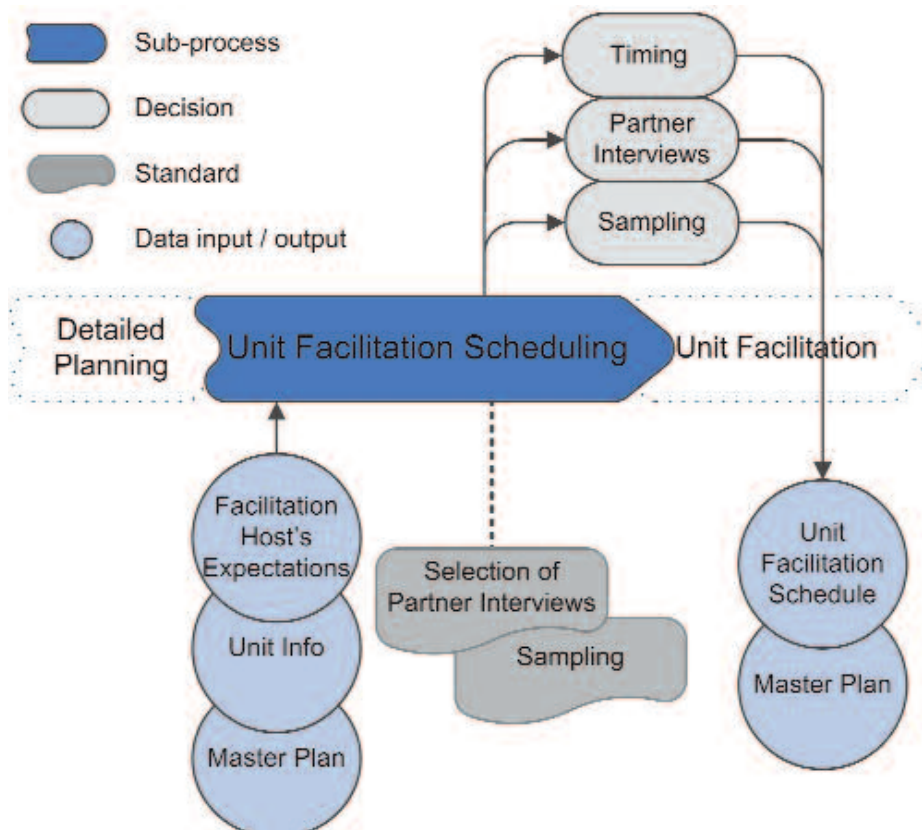 Sub-process
Decision
Standard
Data input / output
Timing
Partner
Interviews
Sampling
Detailed
Planning
Unit Facilitation Scheduling
Unit Facilitation
Facilitation
Host's
Expectations
Unit Info
Master Plan
Selection of
Partner Interviews
Sampling
Unit
Facilitation
Schedule
Master Plan